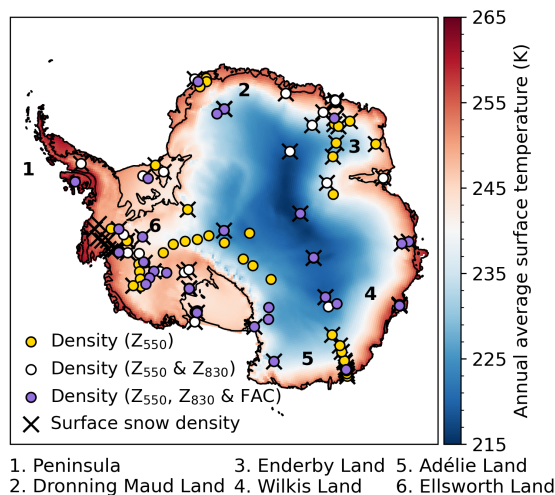 265
255
245
235
225
215
Annual average surface temperature (K)
1
2
3
4
5
6
Density (Z₅₅₀)
Density (Z₅₅₀ & Z₈₃₀)
Density (Z₅₅₀, Z₈₃₀ & FAC)
Surface snow density
1. Peninsula 3. Enderby Land 5. Adélie Land
2. Dronning Maud Land 4. Wilkis Land 6. Ellsworth Land